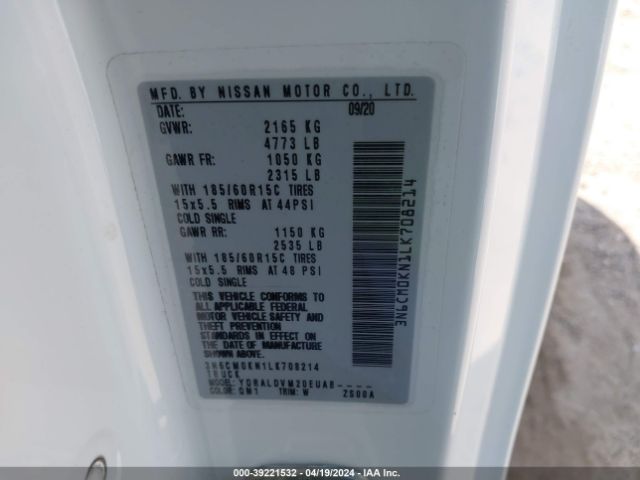 MFD. BY NISSAN MOTOR CO., LTD.
DATE: 09/20
GVWR: 2165 KG
4773 LB
GAWR FR: 1050 KG
2315 LB
WITH 185/60R15C TIRES
15x5.5 RIMS AT 44PSI
COLD SINGLE
GAWR RR: 1150 KG
2535 LB
WITH 185/60R15C TIRES
15x5.5 RIMS AT 48 PSI
COLD SINGLE
THIS VEHICLE CONFORMS TO
ALL APPLICABLE FEDERAL
MOTOR VEHICLE SAFETY AND
THEFT PREVENTION
STANDARDS IN EFFECT ON
THE DATE OF MANUFACTURE
SHOWN ABOVE.
3N6CM0KN1LK708214
TRUCK
MODEL: YDRALDVM20EUAB----
COLOR: QM1 TRIM: W ZS00A
3N6CM0KN1LK708214
000-39221532 - 04/19/2024 - IAA Inc.